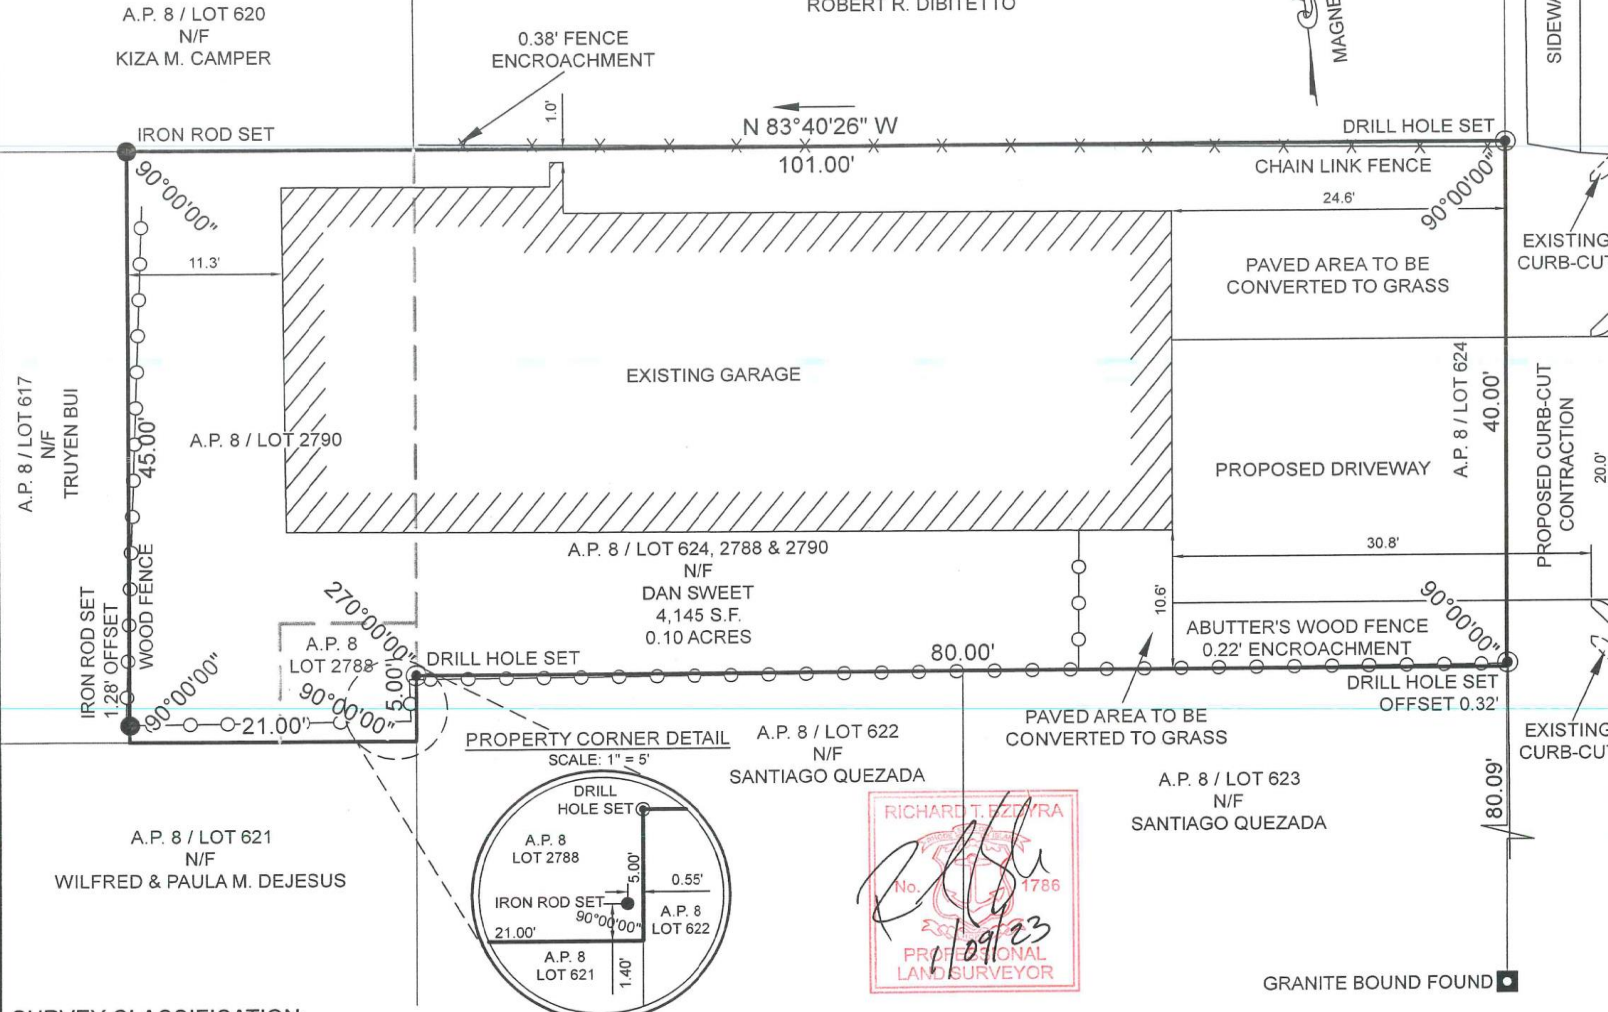 A.P. 8 / LOT 620
N/F
KIZA M. CAMPER
0.38' FENCE
ENCROACHMENT
1.0'
ROBERT R. DIBITETTO
SIDEWA
IRON ROD SET
N 83°40'26" W
101.00'
DRILL HOLE SET
CHAIN LINK FENCE
90°00'00"
24.6'
90°00'00"
11.3'
PAVED AREA TO BE
CONVERTED TO GRASS
EXISTING
CURB-CUT
EXISTING GARAGE
A.P. 8 / LOT 617
N/F
TRUYEN BUI
45.00'
A.P. 8 / LOT 2790
PROPOSED DRIVEWAY
A.P. 8 / LOT 624
40.00'
PROPOSED CURB-CUT
CONTRACTION
20.0'
A.P. 8 / LOT 624, 2788 & 2790
N/F
DAN SWEET
4,145 S.F.
0.10 ACRES
30.8'
10.6'
IRON ROD SET
1.28' OFFSET
WOOD FENCE
270°00'00"
A.P. 8
LOT 2788
DRILL HOLE SET
80.00'
ABUTTER'S WOOD FENCE
0.22' ENCROACHMENT
90°00'00"
DRILL HOLE SET
OFFSET 0.32'
90°00'00"
21.00'
90°00'00"
5.00'
PROPERTY CORNER DETAIL
SCALE: 1" = 5'
A.P. 8 / LOT 622
N/F
SANTIAGO QUEZADA
PAVED AREA TO BE
CONVERTED TO GRASS
EXISTING
A.P. 8 / LOT 623
N/F
SANTIAGO QUEZADA
80.09'
A.P. 8 / LOT 621
N/F
WILFRED & PAULA M. DEJESUS
DRILL
HOLE SET
A.P. 8
LOT 2788
5.00'
0.55'
IRON ROD SET
90°00'00"
A.P. 8
LOT 622
21.00'
A.P. 8
LOT 621
1.40'
RICHARD T. EZDYRA
No. 1786
1/09/23
PROFESSIONAL
LAND SURVEYOR
GRANITE BOUND FOUND
SURVEY CLASSIFICATION